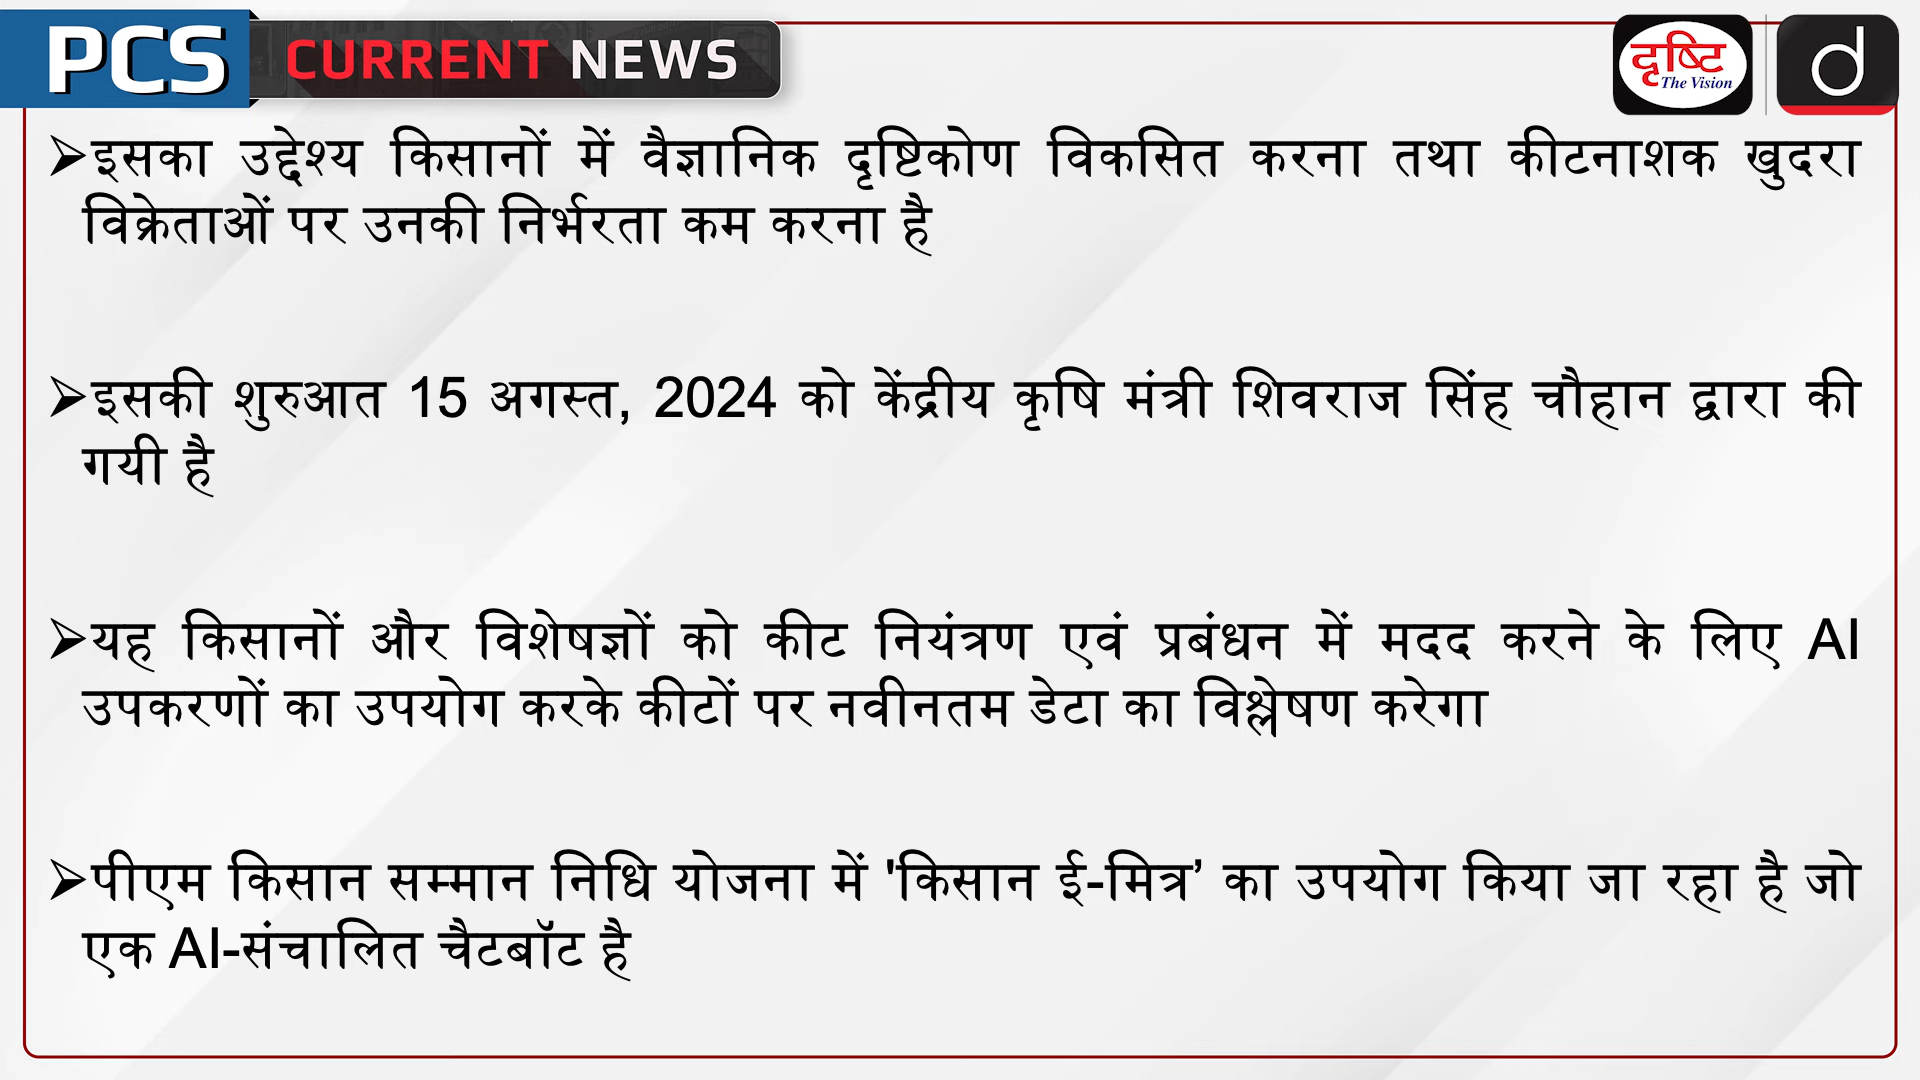 PCS CURRENT NEWS
दृष्टि
The Vision
d
➢इसका उद्देश्य किसानों में वैज्ञानिक दृष्टिकोण विकसित करना तथा कीटनाशक खुदरा
विक्रेताओं पर उनकी निर्भरता कम करना है
➢इसकी शुरुआत 15 अगस्त, 2024 को केंद्रीय कृषि मंत्री शिवराज सिंह चौहान द्वारा की
गयी है
➢यह किसानों और विशेषज्ञों को कीट नियंत्रण एवं प्रबंधन में मदद करने के लिए AI
उपकरणों का उपयोग करके कीटों पर नवीनतम डेटा का विश्लेषण करेगा
➢पीएम किसान सम्मान निधि योजना में 'किसान ई-मित्र’ का उपयोग किया जा रहा है जो
एक AI-संचालित चैटबॉट है